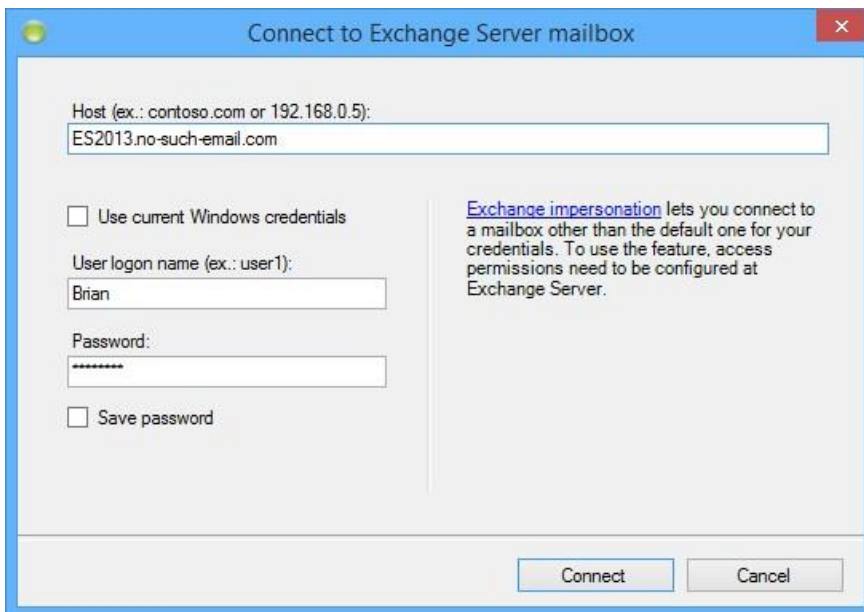 Connect to Exchange Server mailbox
Host (ex.: contoso.com or 192.168.0.5):
ES2013.no-such-email.com
Use current Windows credentials
User logon name (ex.: user1):
Brian
Password:
********
Save password
Exchange impersonation lets you connect to
a mailbox other than the default one for your
credentials. To use the feature, access
permissions need to be configured at
Exchange Server.
Connect
Cancel